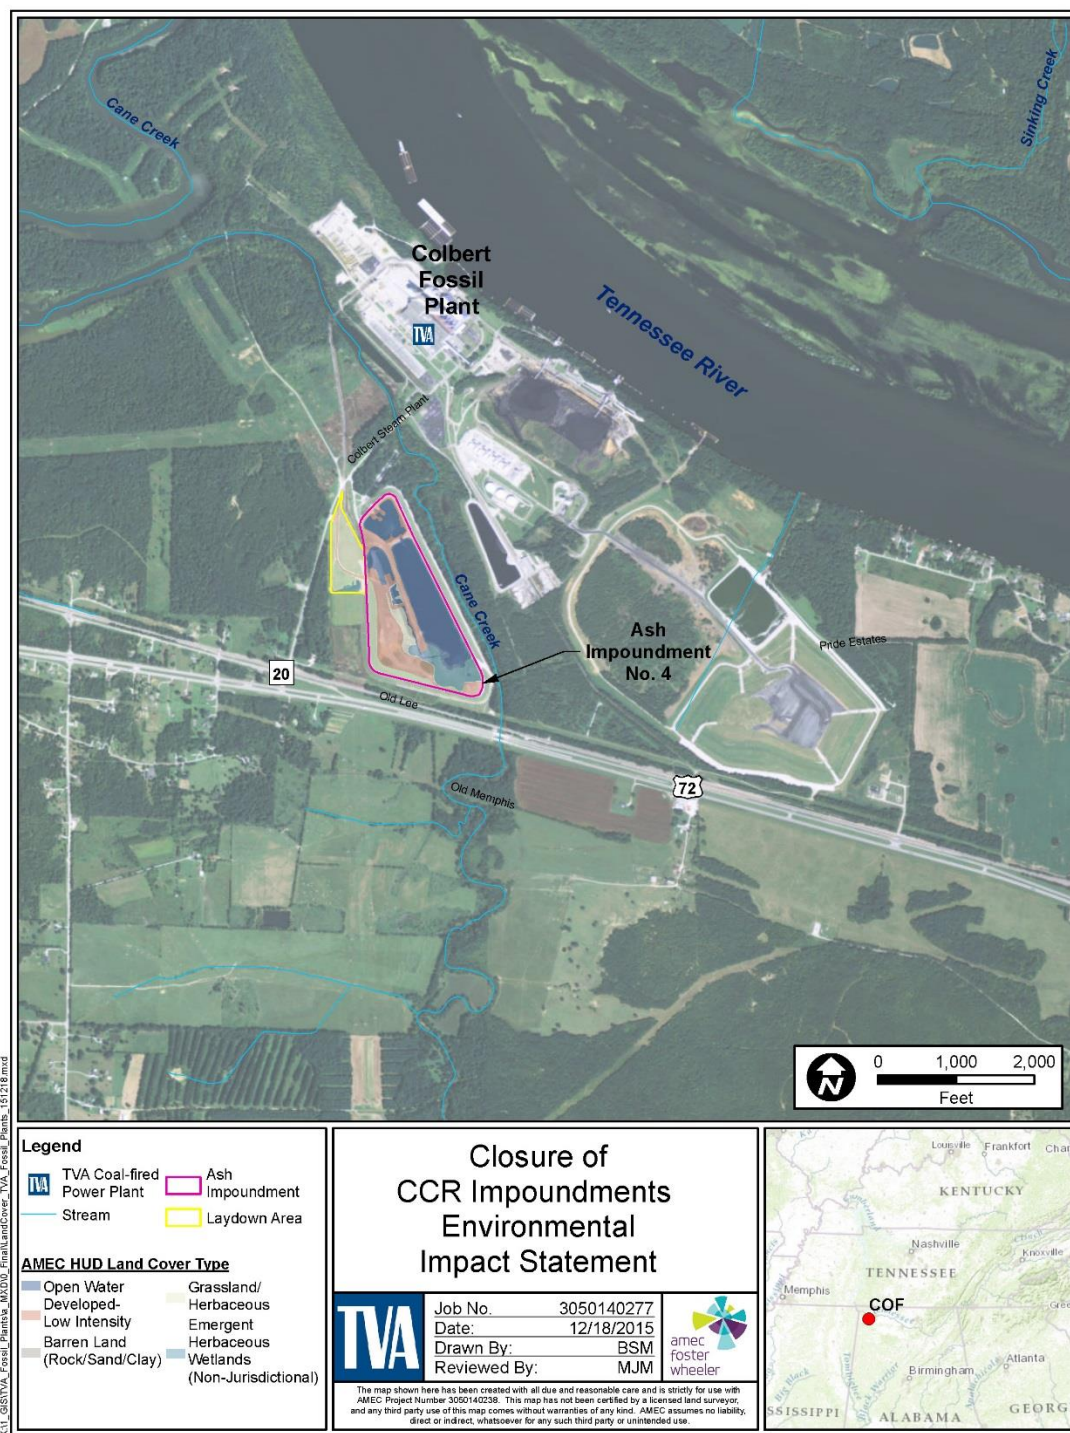 Cane Creek
Sinking Creek
Colbert
Fossil
Plant
TVA
Tennessee River
Colbert Steam Plant
Cane Creek
Ash
Impoundment
No. 4
Pride Estates
20
Old Lee
72
Old Memphis
N
0 1,000 2,000
Feet
Legend
TVA
TVA Coal-fired
Power Plant
Ash
Impoundment
Stream
Laydown Area
AMEC HUD Land Cover Type
Open Water
Developed-
Low Intensity
Barren Land
(Rock/Sand/Clay)
Grassland/
Herbaceous
Emergent
Herbaceous
Wetlands
(Non-Jurisdictional)
Closure of
CCR Impoundments
Environmental
Impact Statement
TVA
Job No. 3050140277
Date: 12/18/2015
Drawn By: BSM
Reviewed By: MJM
amec
foster
wheeler
The map shown here has been created with all due and reasonable care and is strictly for use with
AMEC Project Number 3050140238. This map has not been certified by a licensed land surveyor,
and any third party use of this map comes without warranties of any kind. AMEC assumes no liability,
direct or indirect, whatsoever for any such third party or unintended use.
Louisville
Frankfort
KENTUCKY
Nashville
Knoxville
TENNESSEE
Memphis
COF
Birmingham
Atlanta
SSISSIPPI
ALABAMA
GEORG